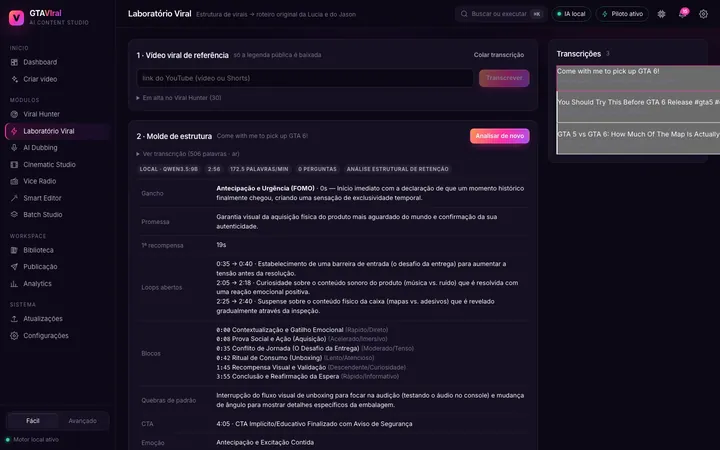 GTAViral
AI CONTENT STUDIO
INÍCIO
Dashboard
Criar vídeo
MÓDULOS
Viral Hunter
Laboratório Viral
AI Dubbing
Cinematic Studio
Vice Radio
Smart Editor
Batch Studio
WORKSPACE
Biblioteca
Publicação
Analytics
SISTEMA
Atualizações
Configurações
Fácil
Avançado
Motor local ativo
Laboratório Viral
Estrutura de virais → roteiro original da Lucia e do Jason
Buscar ou executar
⌘K
IA local
Piloto ativo
1 · Vídeo viral de referência
só a legenda pública é baixada
Colar transcrição
link do YouTube (vídeo ou Shorts)
Transcrever
▸ Em alta no Viral Hunter (30)
2 · Molde de estrutura
Come with me to pick up GTA 6!
Analisar de novo
▸ Ver transcrição (506 palavras · ar)
LOCAL · QWEN3.5:9B
2:56
172.5 PALAVRAS/MIN
0 PERGUNTAS
ANÁLISE ESTRUTURAL DE RETENÇÃO
Gancho
Antecipação e Urgência (FOMO) · 0s — Início imediato com a declaração de que um momento histórico
finalmente chegou, criando uma sensação de exclusividade temporal.
Promessa
Garantia visual da aquisição física do produto mais aguardado do mundo e confirmação da sua
autenticidade.
1ª recompensa
19s
Loops abertos
0:35 → 0:40 · Estabelecimento de uma barreira de entrada (o desafio da entrega) para aumentar a
tensão antes da resolução.
2:05 → 2:18 · Curiosidade sobre o conteúdo sonoro do produto (música vs. ruído) que é resolvida com
uma reação emocional positiva.
2:25 → 2:40 · Suspense sobre o conteúdo físico da caixa (mapas vs. adesivos) que é revelado
gradualmente através da inspeção.
Blocos
0:00 Contextualização e Gatilho Emocional (Rápido/Direto)
0:08 Prova Social e Ação (Aquisição) (Acelerado/Imersivo)
0:35 Conflito de Jornada (O Desafio da Entrega) (Moderado/Tenso)
0:42 Ritual de Consumo (Unboxing) (Lento/Atencioso)
1:45 Recompensa Visual e Validação (Descendente/Curiosidade)
3:55 Conclusão e Reafirmação da Espera (Rápido/Informativo)
Quebras de padrão
Interrupção do fluxo visual de unboxing para focar na audição (testando o áudio no console) e mudança
de ângulo para mostrar detalhes específicos da embalagem.
CTA
4:05 · CTA Implícito/Educativo Finalizado com Aviso de Segurança
Emoção
Antecipação e Excitação Contida
Transcrições
3
Come with me to pick up GTA 6!
You Should Try This Before GTA 6 Release #gta5 #
GTA 5 vs GTA 6: How Much Of The Map Is Actually